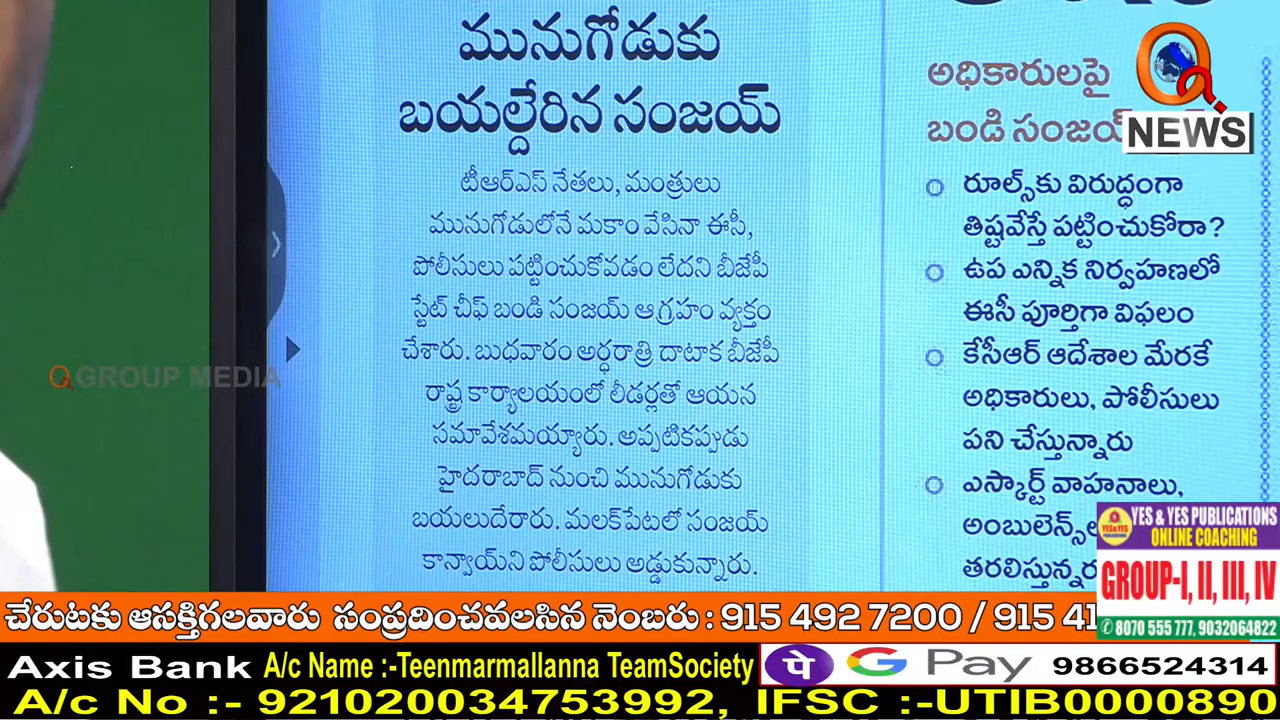 మునుగోడుకు
బయల్దేరిన సంజయ్
టీఆర్ఎస్ నేతలు, మంత్రులు
మునుగోడులోనే మకాం వేసినా ఈసీ,
పోలీసులు పట్టించుకోవడం లేదని బీజేపీ
స్టేట్ చీఫ్ బండి సంజయ్ ఆగ్రహం వ్యక్తం
చేశారు. బుధవారం అర్ధరాత్రి దాటాక బీజేపీ
రాష్ట్ర కార్యాలయంలో లీడర్లతో ఆయన
సమావేశమయ్యారు. అప్పటికప్పుడు
హైదరాబాద్ నుంచి మునుగోడుకు
బయలుదేరారు. మలక్‌పేటలో సంజయ్
కాన్వాయ్‌ని పోలీసులు అడ్డుకున్నారు.
అధికారులపై
బండి సంజయ్
రూల్స్‌కు విరుద్ధంగా
తిష్టవేస్తే పట్టించుకోరా?
ఉప ఎన్నిక నిర్వహణలో
ఈసీ పూర్తిగా విఫలం
కేసీఆర్ ఆదేశాల మేరకే
అధికారులు, పోలీసులు
పని చేస్తున్నారు
ఎస్కార్ట్ వాహనాలు,
Q NEWS
Q GROUP MEDIA
YES & YES PUBLICATIONS
ONLINE COACHING
GROUP-I, II, III, IV
8070 555 777, 9032064822
చేరుటకు ఆసక్తిగలవారు సంప్రదించవలసిన నెంబరు : 915 492 7200 / 915 41
Axis Bank A/c Name :-Teenmarmallanna TeamSociety G Pay 9866524314
A/c No :- 921020034753992, IFSC :-UTIB0000890